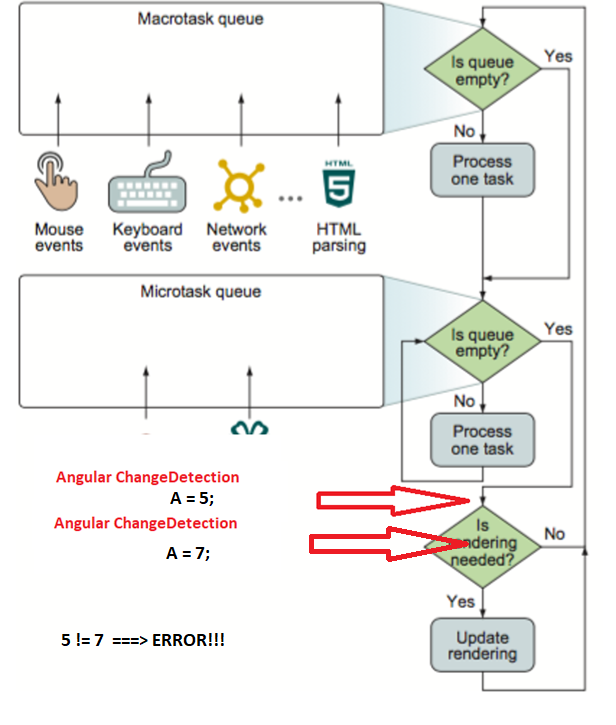 Macrotask queue
Is queue
empty?
Yes
No
Process
one task
HTML
5
Mouse
events
Keyboard
events
Network
events
...
HTML
parsing
Microtask queue
Is queue
empty?
Yes
No
Process
one task
Angular ChangeDetection
A = 5;
Angular ChangeDetection
A = 7;
Is
rendering
needed?
No
Yes
5 != 7 ===> ERROR!!!
Update
rendering